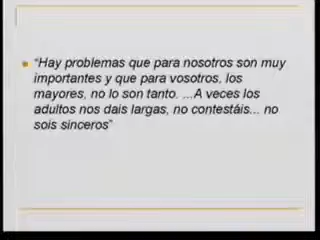 "Hay problemas que para nosotros son muy
importantes y que para vosotros, los
mayores, no lo son tanto. ...A veces los
adultos nos dais largas, no contestáis... no
sois sinceros"